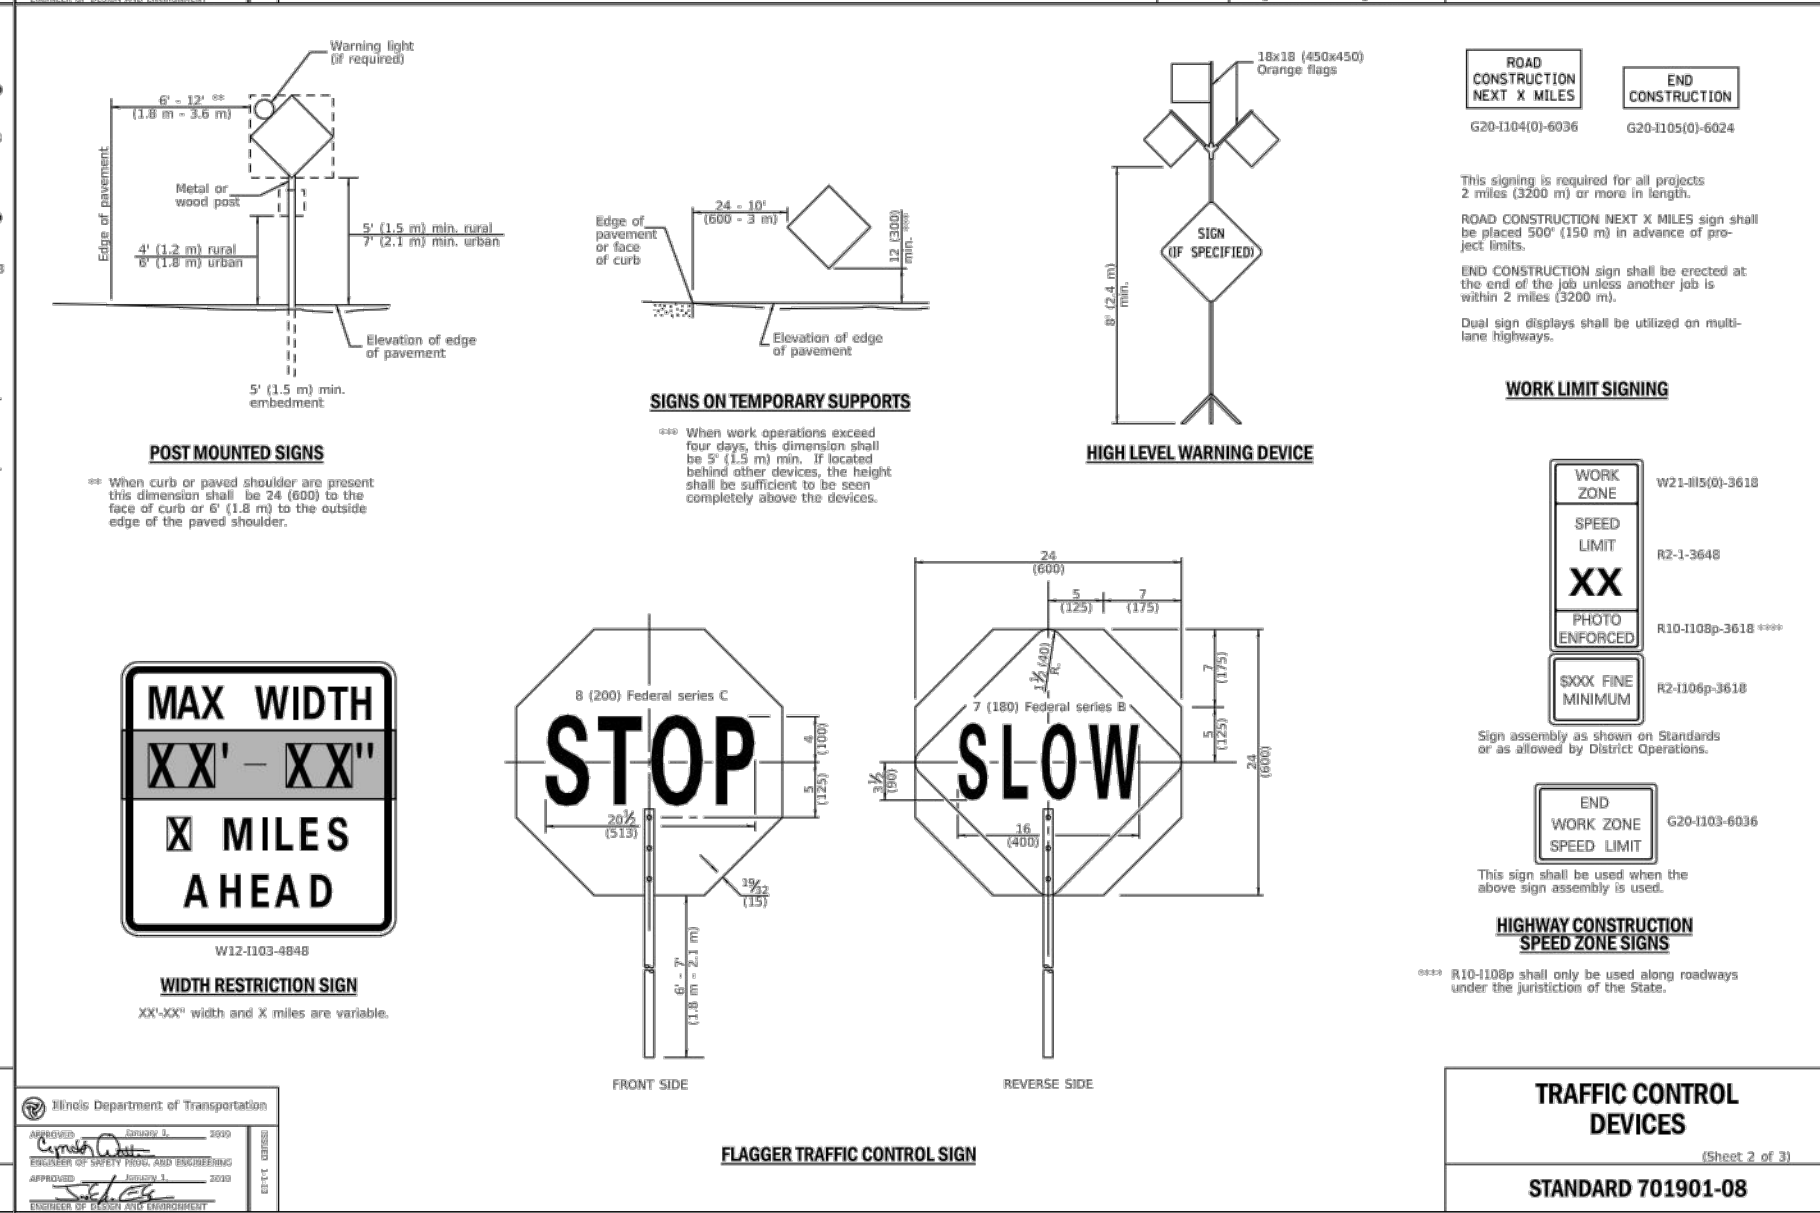 Warning light
(if required)
6' - 12' **
(1.8 m - 3.6 m)
Edge of pavement
Metal or
wood post
5' (1.5 m) min. rural
7' (2.1 m) min. urban
4' (1.2 m) rural
6' (1.8 m) urban
Elevation of edge
of pavement
5' (1.5 m) min.
embedment
POST MOUNTED SIGNS
** When curb or paved shoulder are present
this dimension shall be 24 (600) to the
face of curb or 6' (1.8 m) to the outside
edge of the paved shoulder.
Edge of
pavement
or face
of curb
24 - 10'
(600 - 3 m)
12 (300)
min. ***
Elevation of edge
of pavement
SIGNS ON TEMPORARY SUPPORTS
*** When work operations exceed
four days, this dimension shall
be 5' (1.5 m) min. If located
behind other devices, the height
shall be sufficient to be seen
completely above the devices.
18x18 (450x450)
Orange flags
SIGN
(IF SPECIFIED)
8' (2.4 m)
min.
HIGH LEVEL WARNING DEVICE
ROAD
CONSTRUCTION
NEXT X MILES
G20-I104(0)-6036
END
CONSTRUCTION
G20-I105(0)-6024
This signing is required for all projects
2 miles (3200 m) or more in length.
ROAD CONSTRUCTION NEXT X MILES sign shall
be placed 500' (150 m) in advance of pro-
ject limits.
END CONSTRUCTION sign shall be erected at
the end of the job unless another job is
within 2 miles (3200 m).
Dual sign displays shall be utilized on multi-
lane highways.
WORK LIMIT SIGNING
WORK
ZONE
W21-I115(0)-3618
SPEED
LIMIT
XX
R2-1-3648
PHOTO
ENFORCED
R10-I108p-3618 ****
$XXX FINE
MINIMUM
R2-I106p-3618
Sign assembly as shown on Standards
or as allowed by District Operations.
END
WORK ZONE
SPEED LIMIT
G20-I103-6036
This sign shall be used when the
above sign assembly is used.
HIGHWAY CONSTRUCTION
SPEED ZONE SIGNS
**** R10-I108p shall only be used along roadways
under the juristiction of the State.
MAX WIDTH
XX' - XX"
X MILES
AHEAD
W12-I103-4848
WIDTH RESTRICTION SIGN
XX'-XX" width and X miles are variable.
8 (200) Federal series C
STOP
4
(100)
5
(125)
20 1/2
(513)
19/32
(15)
6' - 7'
(1.8 m - 2.1 m)
FRONT SIDE
24
(600)
5
(125)
7
(175)
1 1/2 (40)
R.
7
(175)
5
(125)
24
(600)
7 (180) Federal series B
SLOW
3 1/2
(90)
16
(400)
REVERSE SIDE
FLAGGER TRAFFIC CONTROL SIGN
Illinois Department of Transportation
APPROVED January 1, 2019
ENGINEER OF SAFETY PROG. AND ENGINEERING
APPROVED January 1, 2019
ENGINEER OF DESIGN AND ENVIRONMENT
ISSUED
TRAFFIC CONTROL
DEVICES
(Sheet 2 of 3)
STANDARD 701901-08